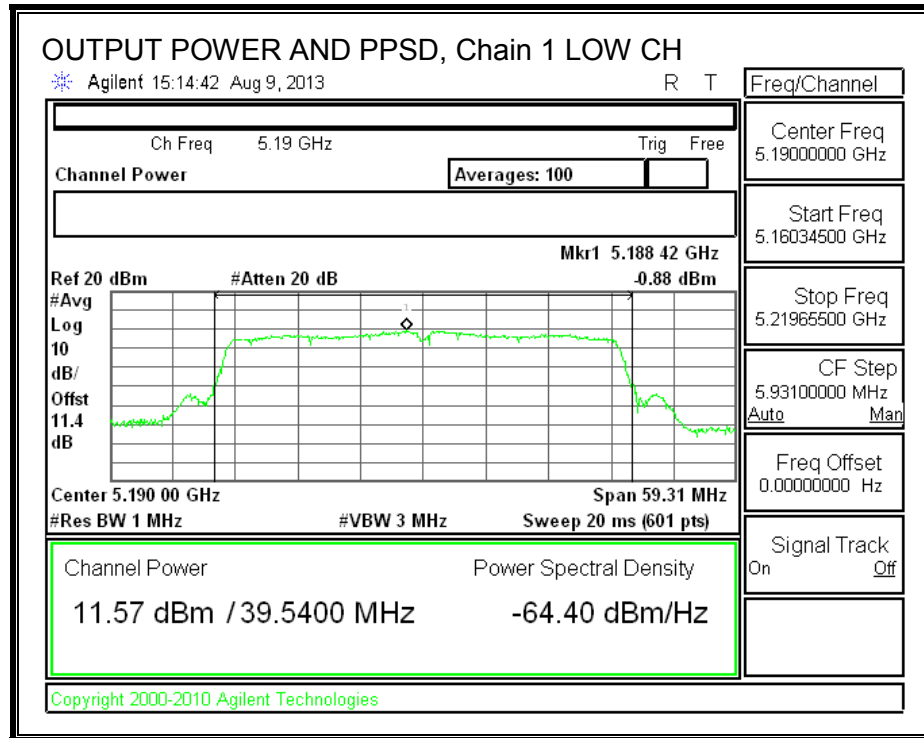 OUTPUT POWER AND PPSD, Chain 1 LOW CH
Agilent 15:14:42 Aug 9, 2013 R T
Freq/Channel
Ch Freq 5.19 GHz Trig Free
Channel Power Averages: 100
Mkr1 5.188 42 GHz
Ref 20 dBm #Atten 20 dB -0.88 dBm
#Avg
Log
10
dB/
Offst
11.4
dB
1
Center 5.190 00 GHz Span 59.31 MHz
#Res BW 1 MHz #VBW 3 MHz Sweep 20 ms (601 pts)
Channel Power Power Spectral Density
11.57 dBm / 39.5400 MHz -64.40 dBm/Hz
Copyright 2000-2010 Agilent Technologies
Center Freq
5.19000000 GHz
Start Freq
5.16034500 GHz
Stop Freq
5.21965500 GHz
CF Step
5.93100000 MHz
Auto Man
Freq Offset
0.00000000 Hz
Signal Track
On Off